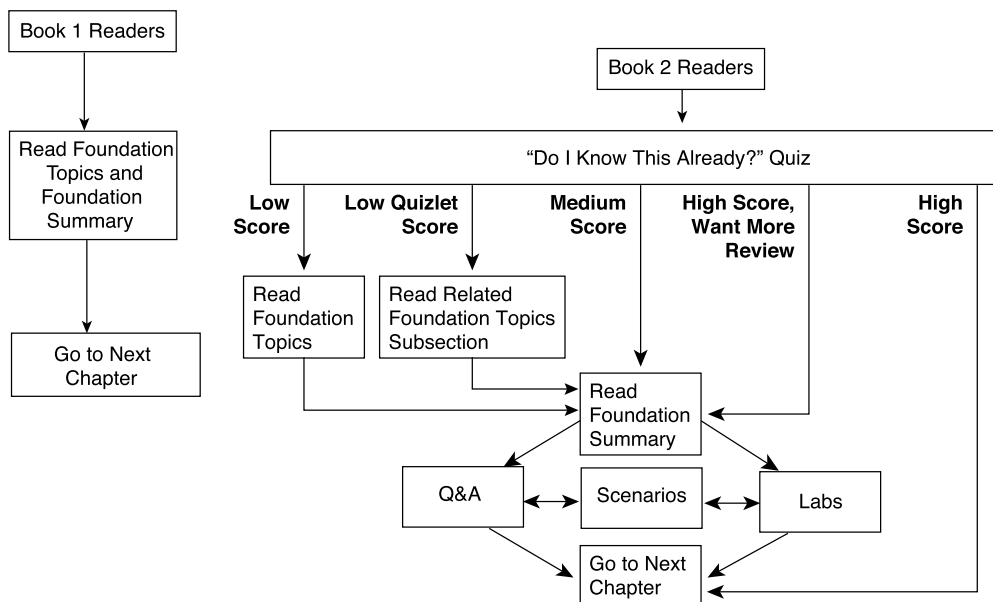 Book 1 Readers
Read Foundation
Topics and
Foundation
Summary
Go to Next
Chapter
Book 2 Readers
“Do I Know This Already?” Quiz
Low
Score
Low Quizlet
Score
Medium
Score
High Score,
Want More
Review
High
Score
Read
Foundation
Topics
Read Related
Foundation Topics
Subsection
Read
Foundation
Summary
Q&A
Scenarios
Labs
Go to Next
Chapter